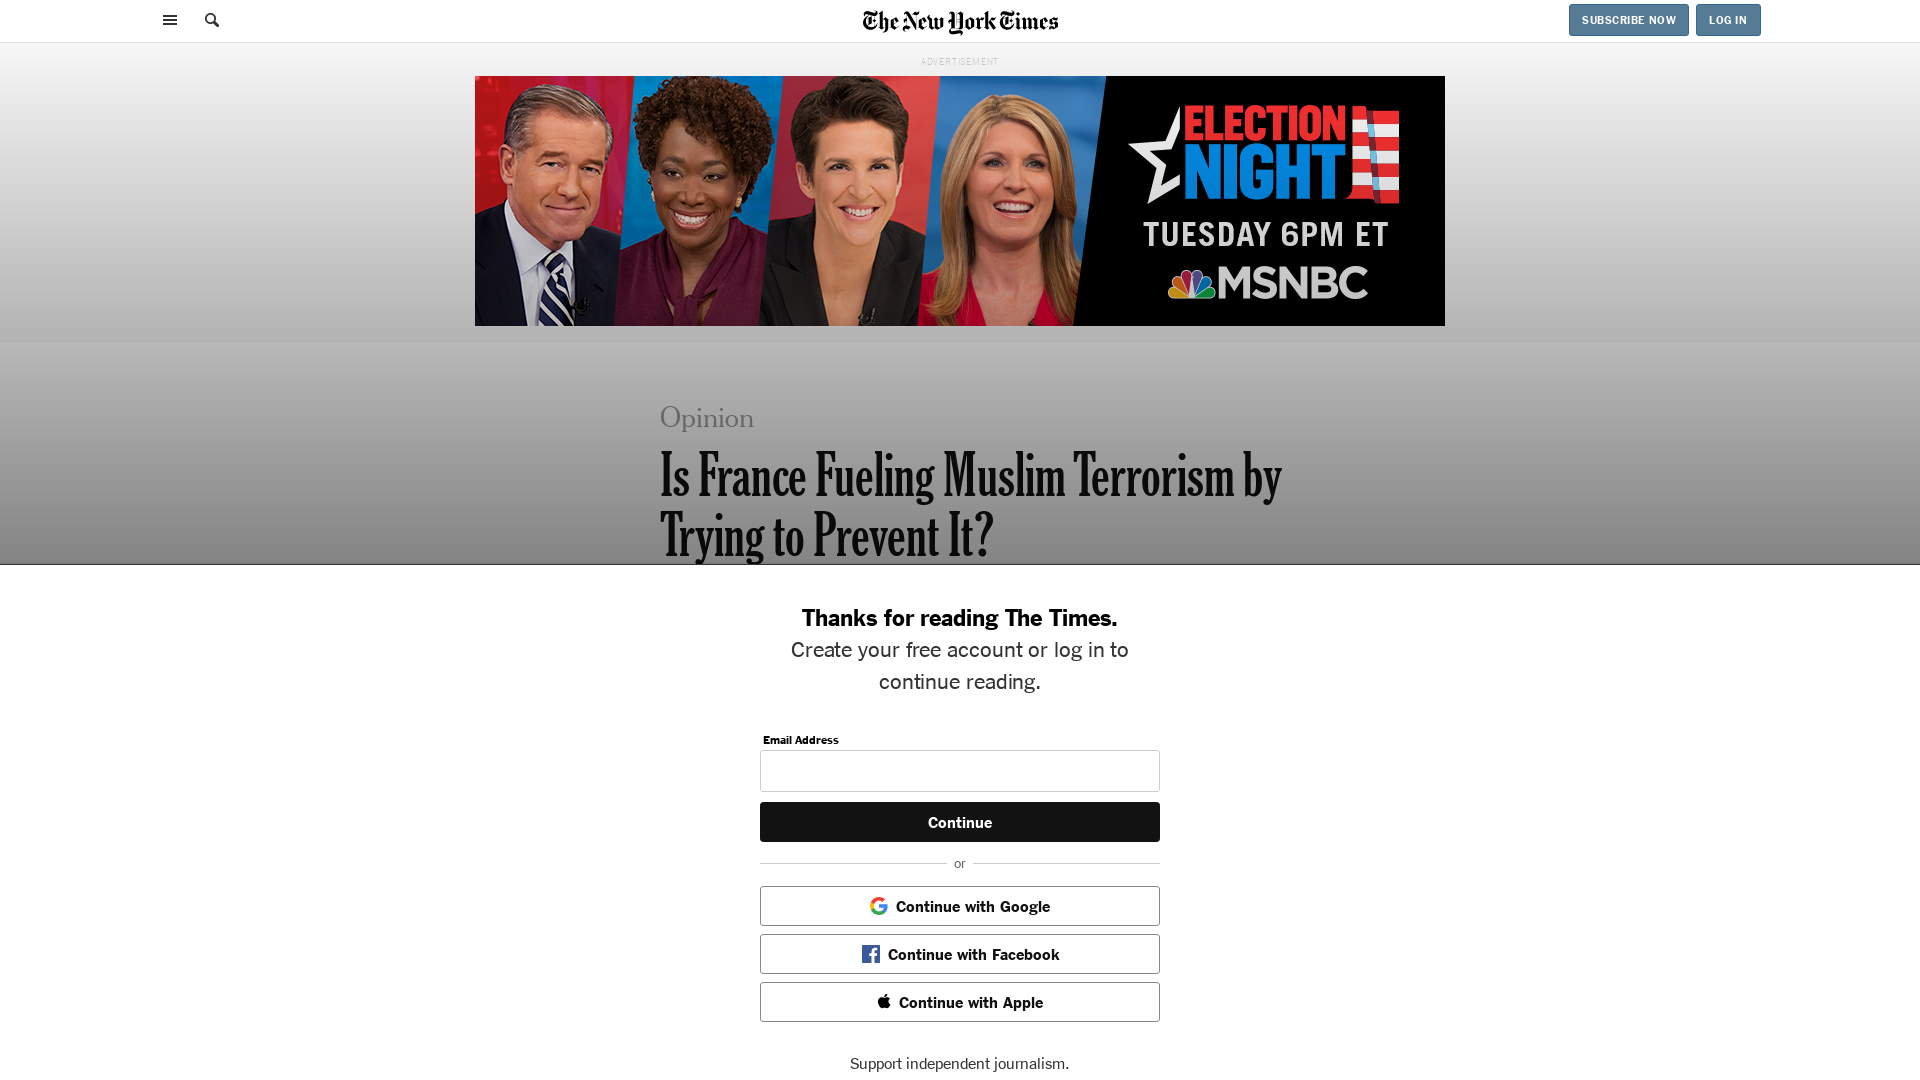 The New York Times
SUBSCRIBE NOW
LOG IN
ADVERTISEMENT
ELECTION
NIGHT
TUESDAY 6PM ET
MSNBC
Opinion
Is France Fueling Muslim Terrorism by
Trying to Prevent It?
Thanks for reading The Times.
Create your free account or log in to
continue reading.
Email Address
Continue
or
Continue with Google
Continue with Facebook
Continue with Apple
Support independent journalism.